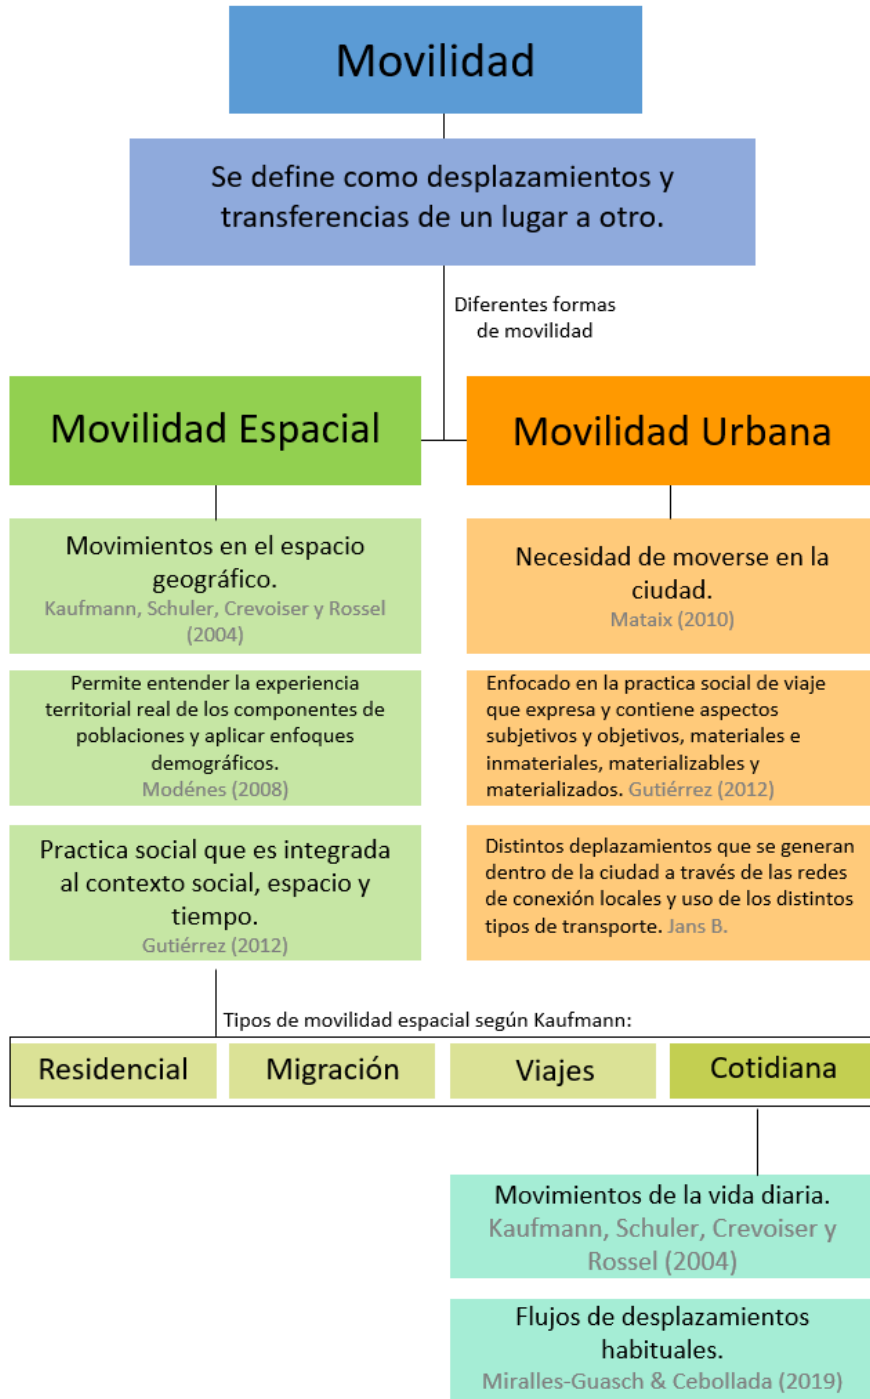 Movilidad
Se define como desplazamientos y
transferencias de un lugar a otro.
Diferentes formas
de movilidad
Movilidad Espacial
Movimientos en el espacio
geográfico.
Kaufmann, Schuler, Crevoiser y Rossel
(2004)
Permite entender la experiencia
territorial real de los componentes de
poblaciones y aplicar enfoques
demográficos.
Modénes (2008)
Practica social que es integrada
al contexto social, espacio y
tiempo.
Gutiérrez (2012)
Movilidad Urbana
Necesidad de moverse en la
ciudad.
Mataix (2010)
Enfocado en la practica social de viaje
que expresa y contiene aspectos
subjetivos y objetivos, materiales e
inmateriales, materializables y
materializados. Gutiérrez (2012)
Distintos deplazamientos que se generan
dentro de la ciudad a través de las redes
de conexión locales y uso de los distintos
tipos de transporte. Jans B.
Tipos de movilidad espacial según Kaufmann:
Residencial
Migración
Viajes
Cotidiana
Movimientos de la vida diaria.
Kaufmann, Schuler, Crevoiser y
Rossel (2004)
Flujos de desplazamientos
habituales.
Miralles-Guasch & Cebollada (2019)